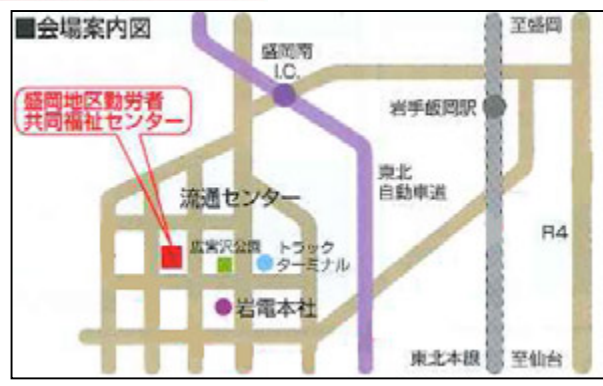 ■会場案内図
至盛岡
盛岡南
I.C.
盛岡地区勤労者
共同福祉センター
岩手飯岡駅
東北
自動車道
流通センター
R4
広宮沢公園
トラック
ターミナル
岩電本社
東北本線
至仙台